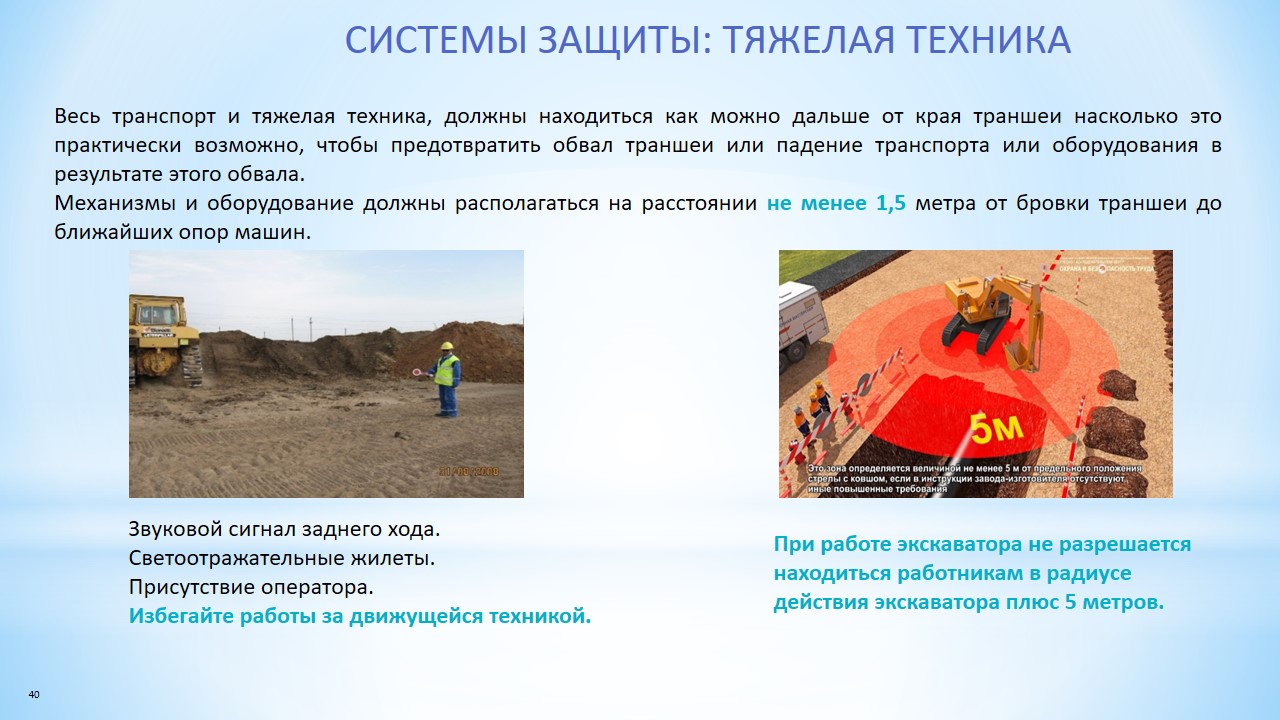 СИСТЕМЫ ЗАЩИТЫ: ТЯЖЕЛАЯ ТЕХНИКА
Весь транспорт и тяжелая техника, должны находиться как можно дальше от края траншеи насколько это
практически возможно, чтобы предотвратить обвал траншеи или падение транспорта или оборудования в
результате этого обвала.
Механизмы и оборудование должны располагаться на расстоянии не менее 1,5 метра от бровки траншеи до
ближайших опор машин.
ОХРАНА И БЕЗОПАСНОСТЬ ТРУДА
5м
Это зона определяется величиной не менее 5 м от предельного положения
стрелы с ковшом, если в инструкции завода-изготовителя отсутствуют
иные повышенные требования
Звуковой сигнал заднего хода.
Светоотражательные жилеты.
Присутствие оператора.
Избегайте работы за движущейся техникой.
При работе экскаватора не разрешается
находиться работникам в радиусе
действия экскаватора плюс 5 метров.
40